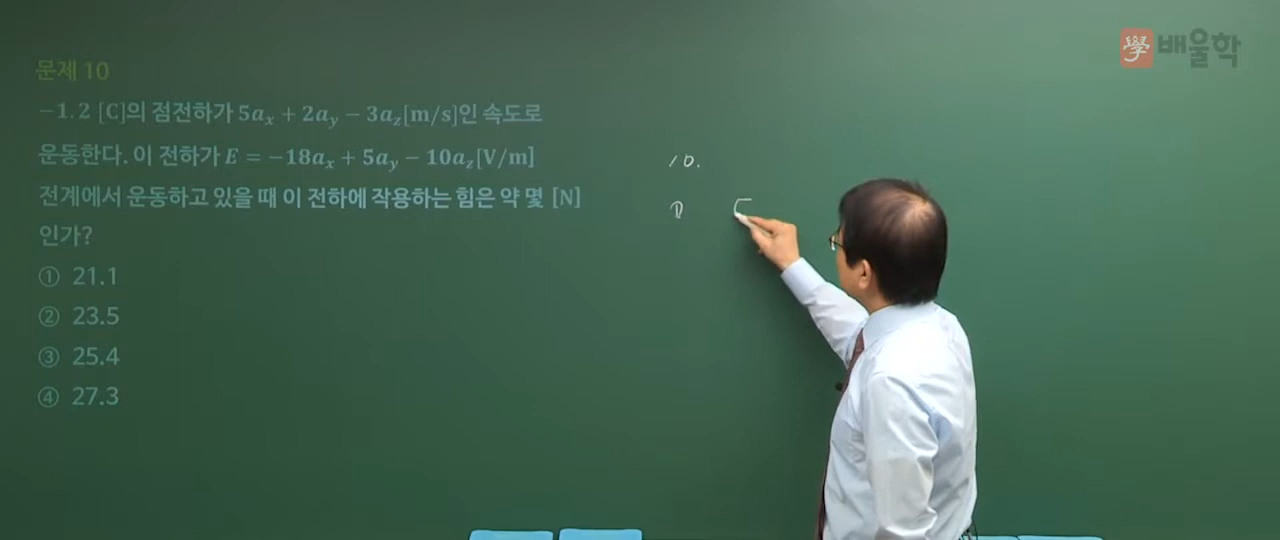 學 배울학
문제 10
−1.2 [C]의 점전하가 5aₓ + 2a_y − 3a_z[m/s]인 속도로
운동한다. 이 전하가 E = −18aₓ + 5a_y − 10a_z[V/m]
전계에서 운동하고 있을 때 이 전하에 작용하는 힘은 약 몇 [N]
인가?
① 21.1
② 23.5
③ 25.4
④ 27.3
10.